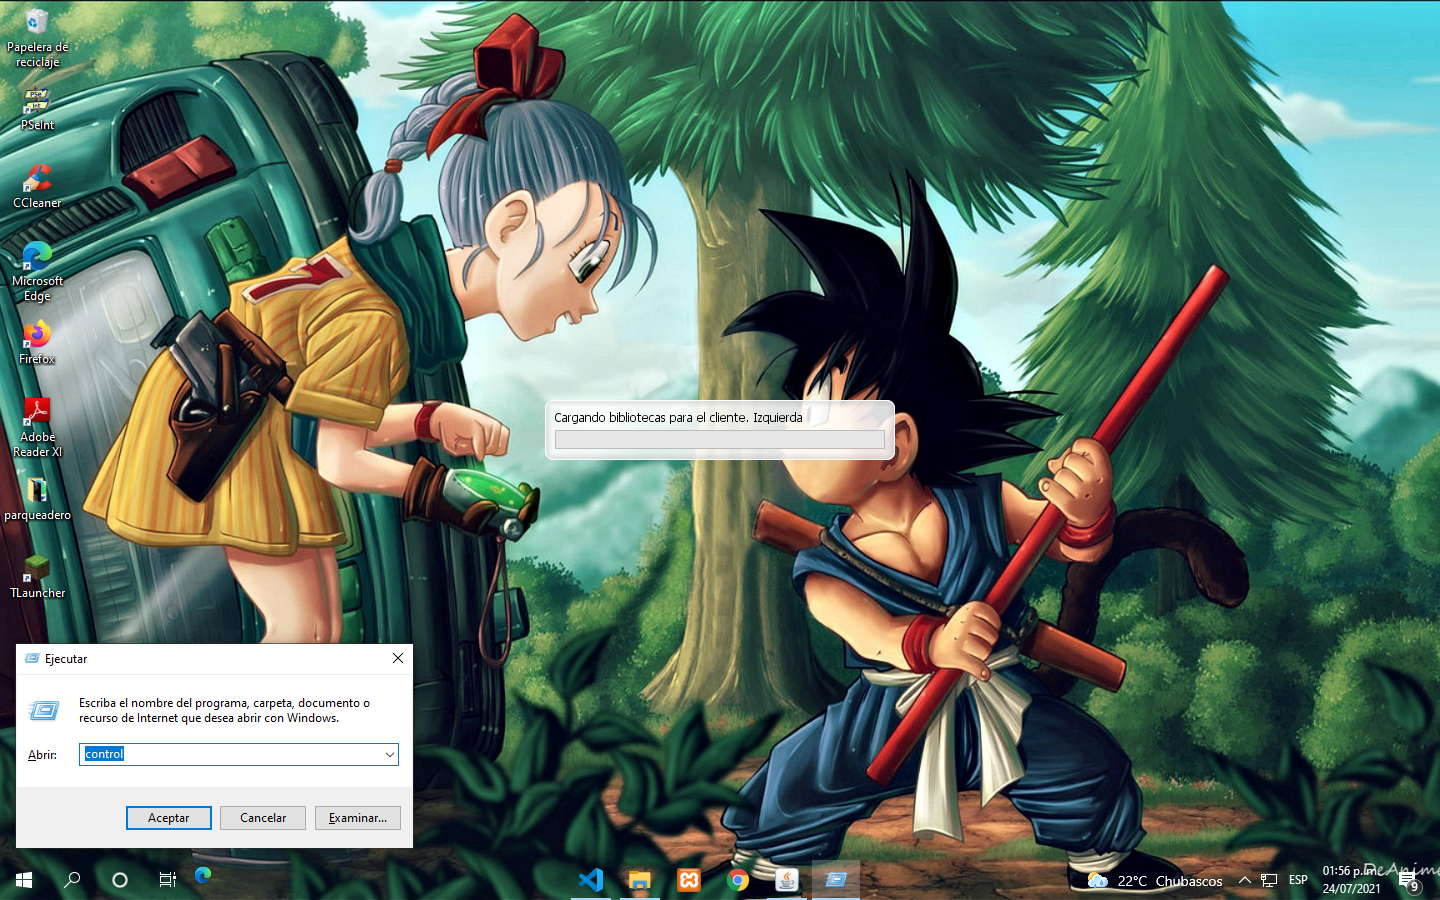 Papelera de
reciclaje
PSeInt
CCleaner
Microsoft
Edge
Firefox
Adobe
Reader XI
parqueadero
TLauncher
Cargando bibliotecas para el cliente. Izquierda
Ejecutar
Escriba el nombre del programa, carpeta, documento o
recurso de Internet que desea abrir con Windows.
Abrir:
control
Aceptar
Cancelar
Examinar...
22°C Chubascos
ESP
01:56 p.m.
24/07/2021
9
DeAnime